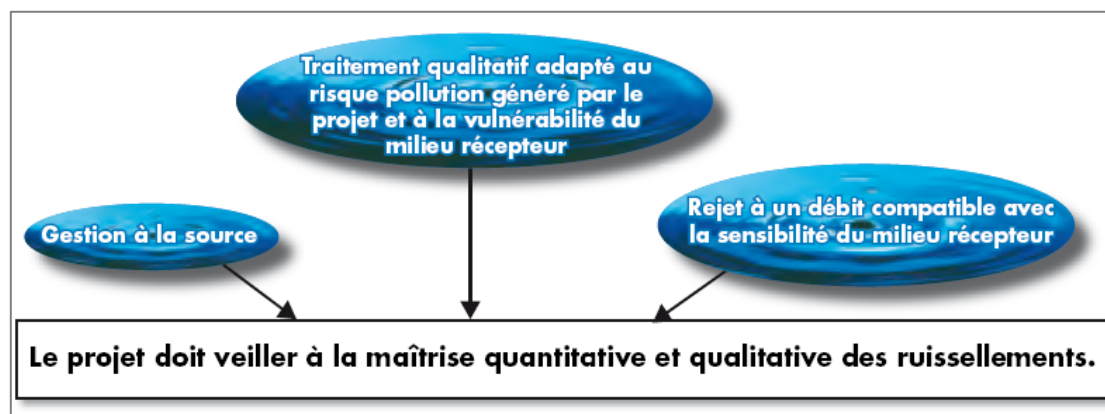 Traitement qualitatif adapté au
risque pollution généré par le
projet et à la vulnérabilité du
milieu récepteur
Gestion à la source
Rejet à un débit compatible avec
la sensibilité du milieu récepteur
Le projet doit veiller à la maîtrise quantitative et qualitative des ruissellements.